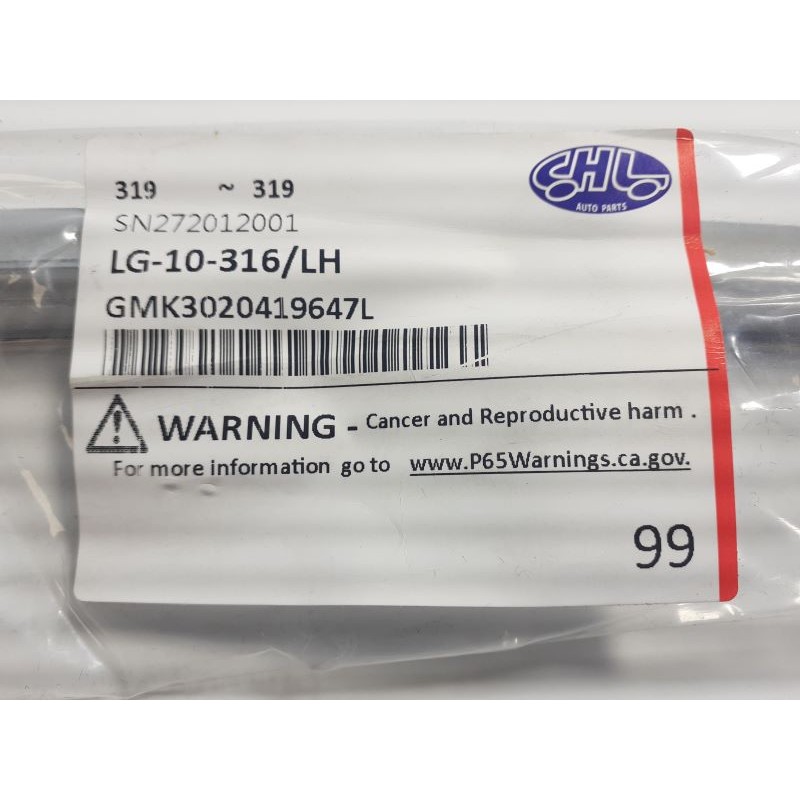 CHL
AUTO PARTS
319 ~ 319
SN272012001
LG-10-316/LH
GMK3020419647L
WARNING - Cancer and Reproductive harm .
For more information go to www.P65Warnings.ca.gov.
99